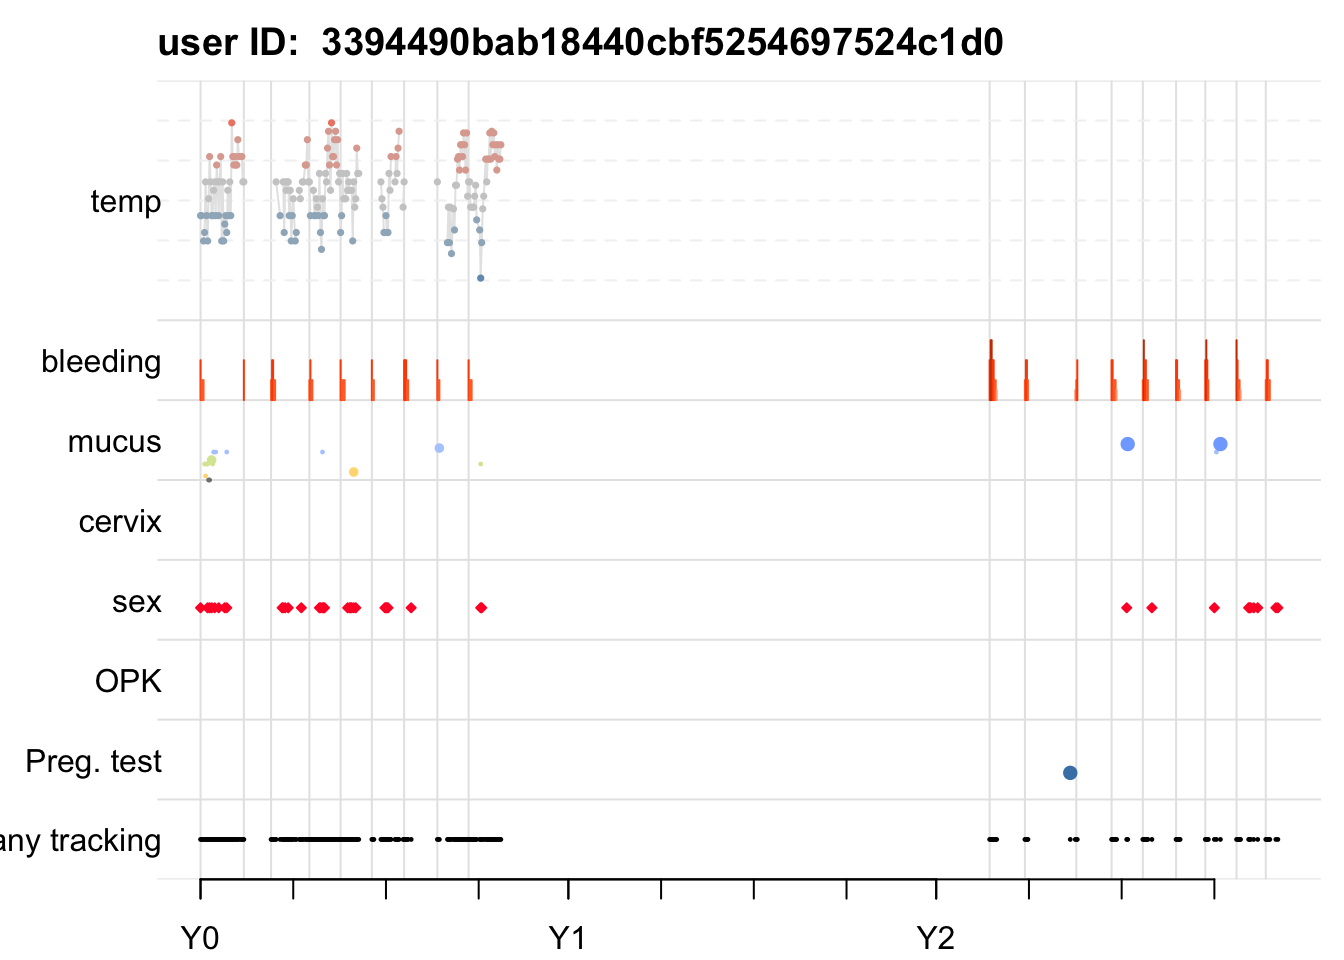 user ID:  3394490bab18440cbf5254697524c1d0
temp
bleeding
mucus
cervix
sex
OPK
Preg. test
any tracking
Y0 Y1 Y2